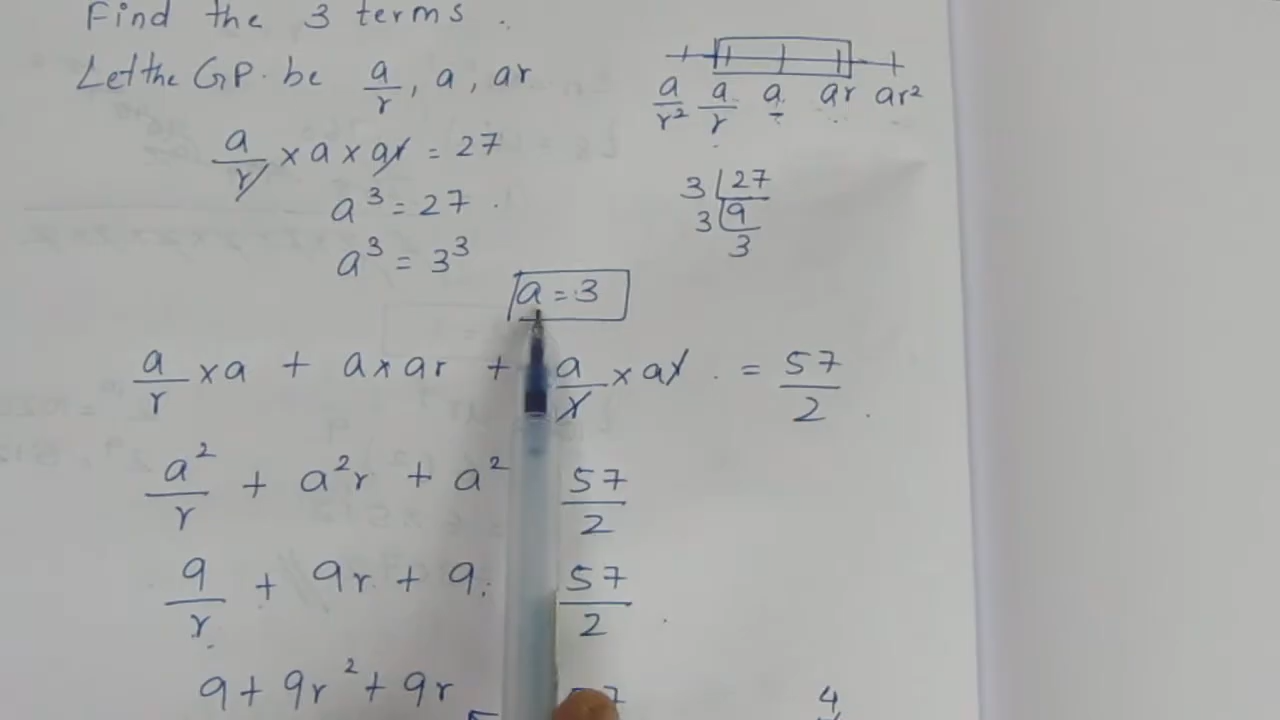 Find the 3 terms .
Let the G.P. be a/r , a , ar
a/r² a/r a ar ar²
a/r × a × ar = 27
a³ = 27 .
a³ = 3³
3 | 27
3 | 9
3
a = 3
a/r × a + a × ar + a/r × ar . = 57/2 .
a²/r + a²r + a² 57/2
9/r + 9r + 9 57/2
9 + 9r² + 9r 57
4